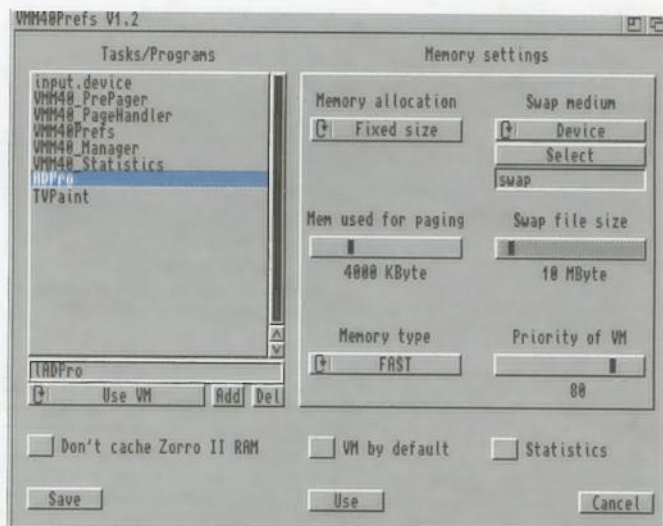 VMM40Prefs V1.2
Tasks/Programs
input.device
VMM40_PrePager
VMM40_PageHandler
VMM40Prefs
VMM40_Manager
VMM40_Statistics
ADPro
TVPaint
lADPro
Use VM
Add
Del
Memory settings
Memory allocation
Fixed size
Swap medium
Device
Select
swap
Mem used for paging
4000 KByte
Swap file size
10 MByte
Memory type
FAST
Priority of VM
80
Don't cache Zorro II RAM
VM by default
Statistics
Save
Use
Cancel